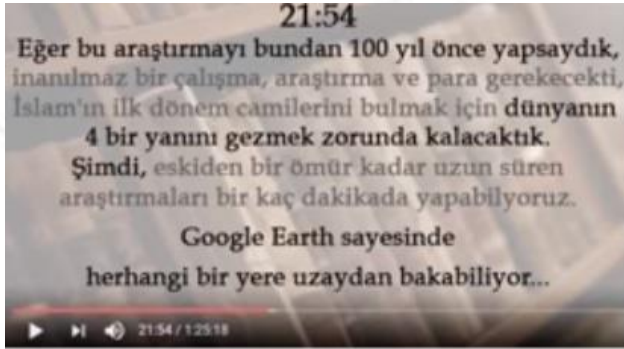 21:54
Eğer bu araştırmayı bundan 100 yıl önce yapsaydık,
inanılmaz bir çalışma, araştırma ve para gerekecekti,
İslam'ın ilk dönem camilerini bulmak için dünyanın
4 bir yanını gezmek zorunda kalacaktık.
Şimdi, eskiden bir ömür kadar uzun süren
araştırmaları bir kaç dakikada yapabilyoruz.
Google Earth sayesinde
herhangi bir yere uzaydan bakabiliyor...
21:54 / 1:25:18